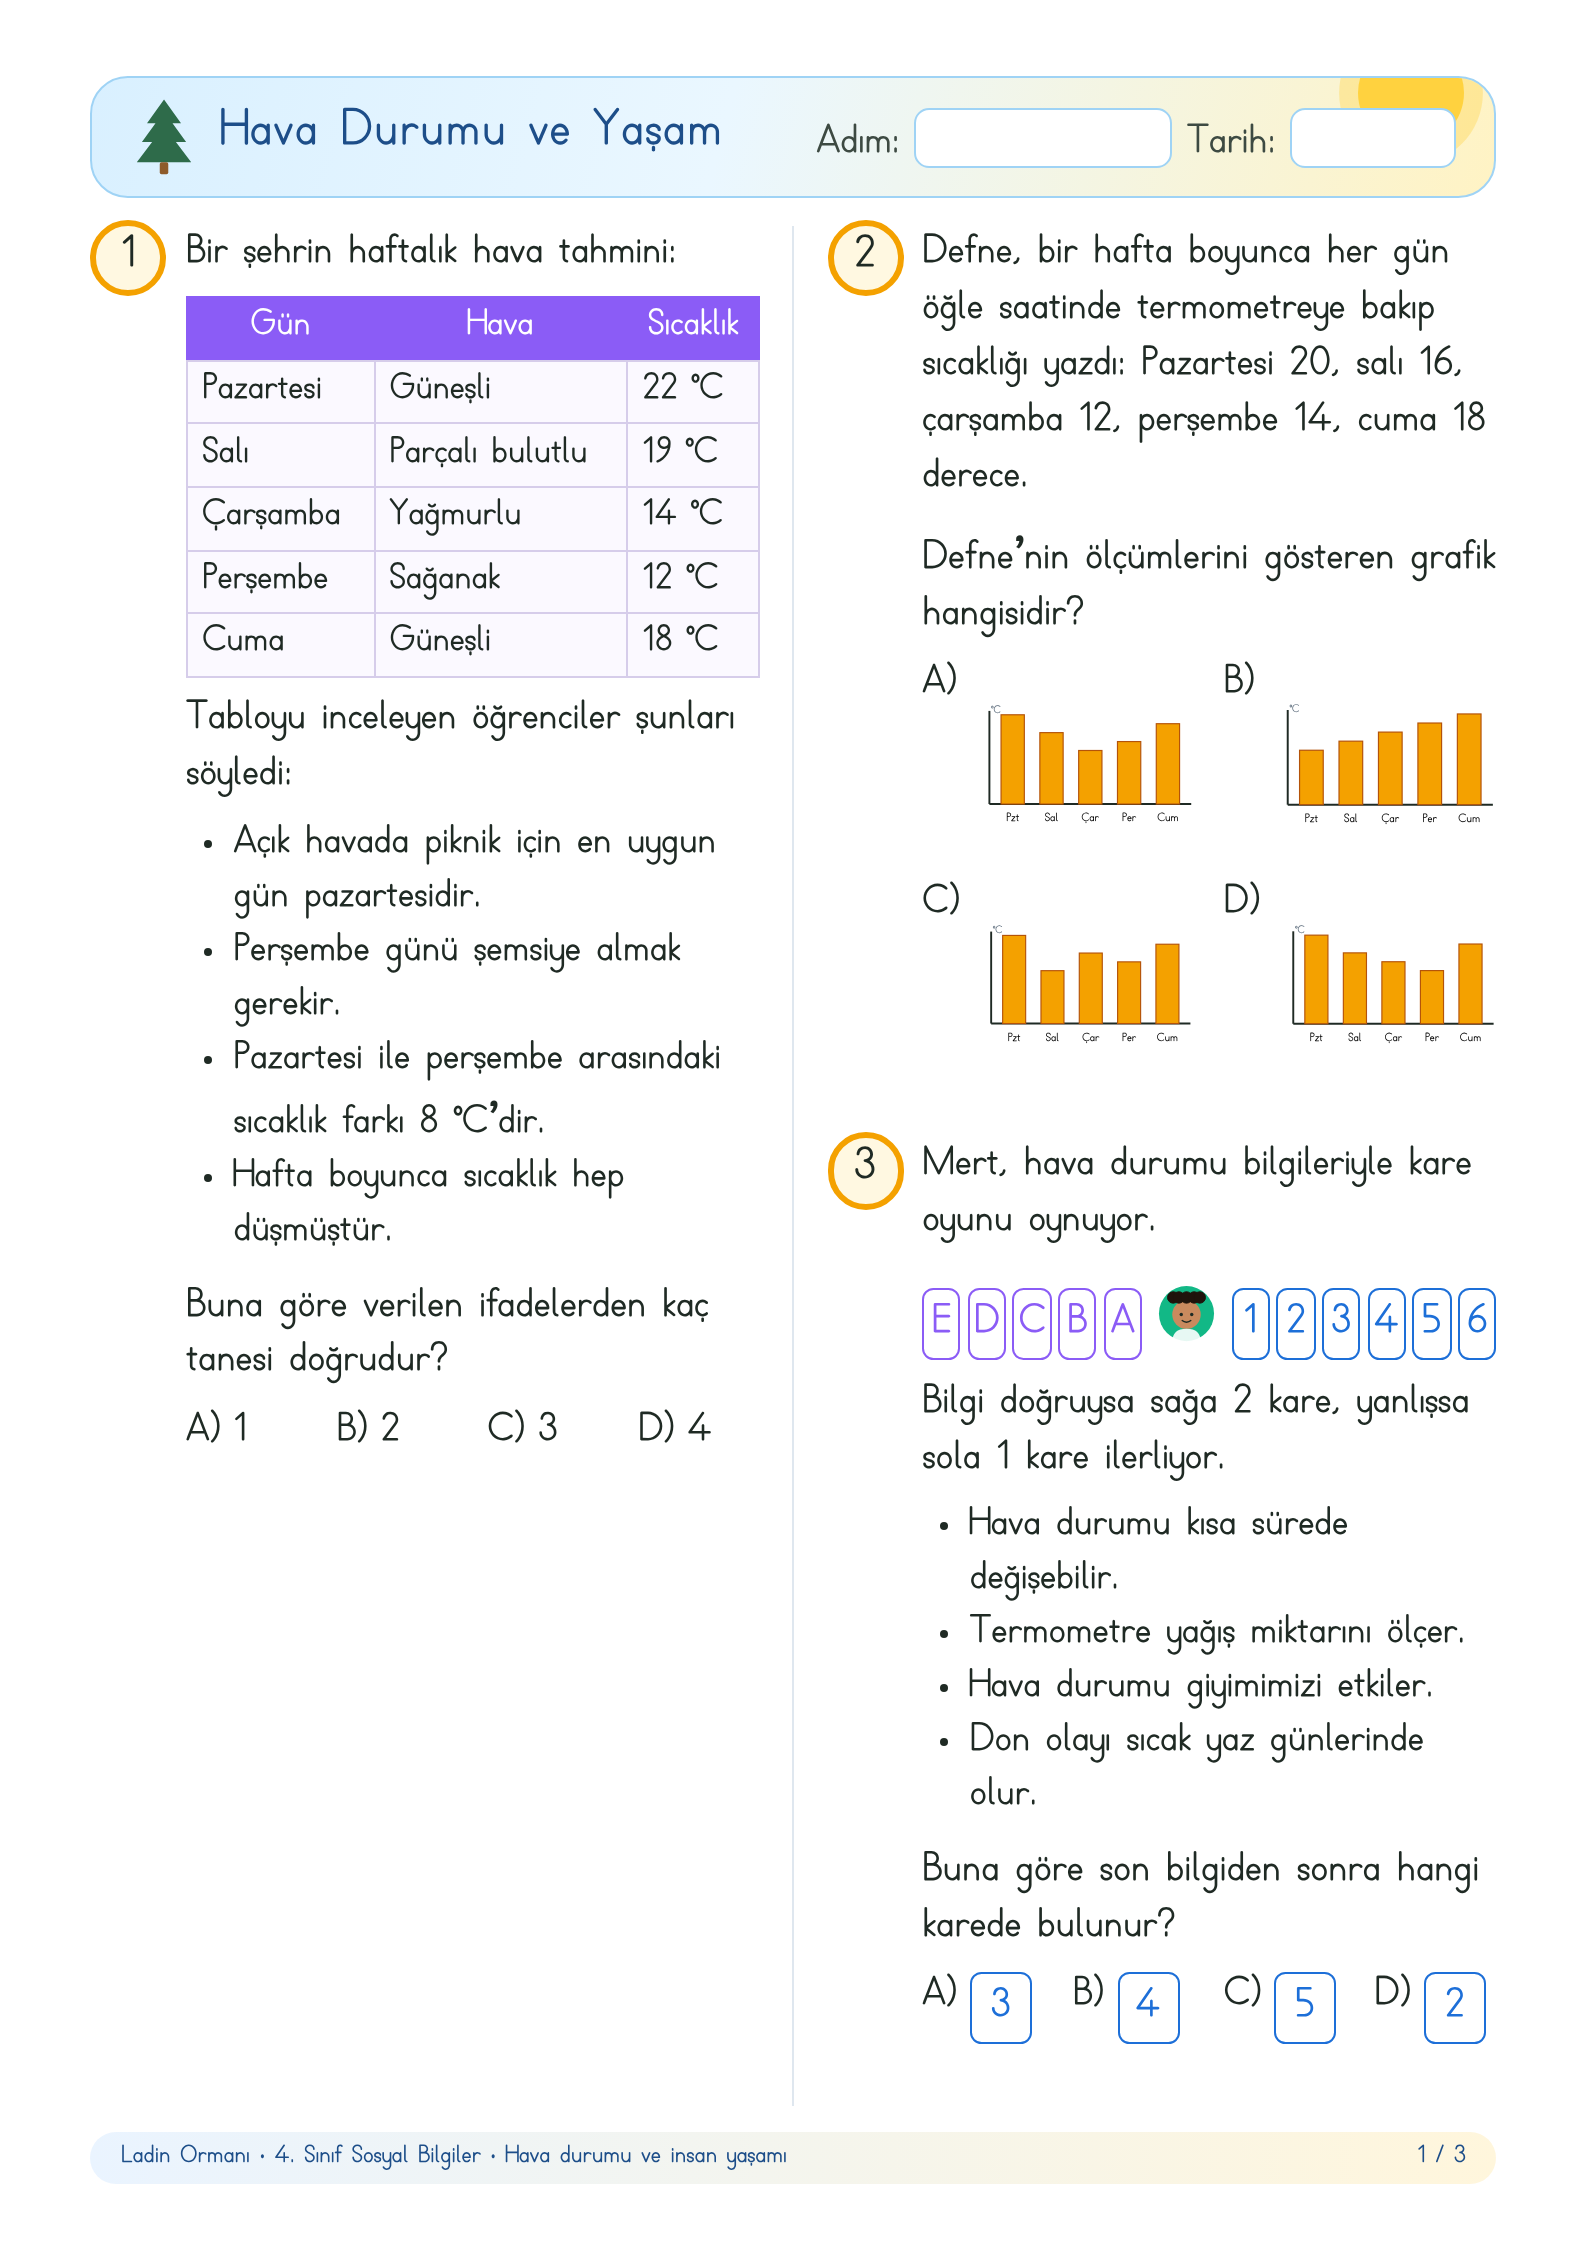 Hava Durumu ve Yaşam
Adım:
Tarih:
1
Bir şehrin haftalık hava tahmini:
Gün Hava Sıcaklık
Pazartesi Güneşli 22 °C
Salı Parçalı bulutlu 19 °C
Çarşamba Yağmurlu 14 °C
Perşembe Sağanak 12 °C
Cuma Güneşli 18 °C
Tabloyu inceleyen öğrenciler şunları
söyledi:
• Açık havada piknik için en uygun
gün pazartesidir.
• Perşembe günü şemsiye almak
gerekir.
• Pazartesi ile perşembe arasındaki
sıcaklık farkı 8 °C’dir.
• Hafta boyunca sıcaklık hep
düşmüştür.
Buna göre verilen ifadelerden kaç
tanesi doğrudur?
A) 1 B) 2 C) 3 D) 4
2
Defne, bir hafta boyunca her gün
öğle saatinde termometreye bakıp
sıcaklığı yazdı: Pazartesi 20, salı 16,
çarşamba 12, perşembe 14, cuma 18
derece.
Defne’nin ölçümlerini gösteren grafik
hangisidir?
A)
°C
Pzt Sal Çar Per Cum
B)
°C
Pzt Sal Çar Per Cum
C)
°C
Pzt Sal Çar Per Cum
D)
°C
Pzt Sal Çar Per Cum
3
Mert, hava durumu bilgileriyle kare
oyunu oynuyor.
E D C B A 1 2 3 4 5 6
Bilgi doğruysa sağa 2 kare, yanlışsa
sola 1 kare ilerliyor.
• Hava durumu kısa sürede
değişebilir.
• Termometre yağış miktarını ölçer.
• Hava durumu giyimimizi etkiler.
• Don olayı sıcak yaz günlerinde
olur.
Buna göre son bilgiden sonra hangi
karede bulunur?
A) 3 B) 4 C) 5 D) 2
Ladin Ormanı • 4. Sınıf Sosyal Bilgiler • Hava durumu ve insan yaşamı
1 / 3